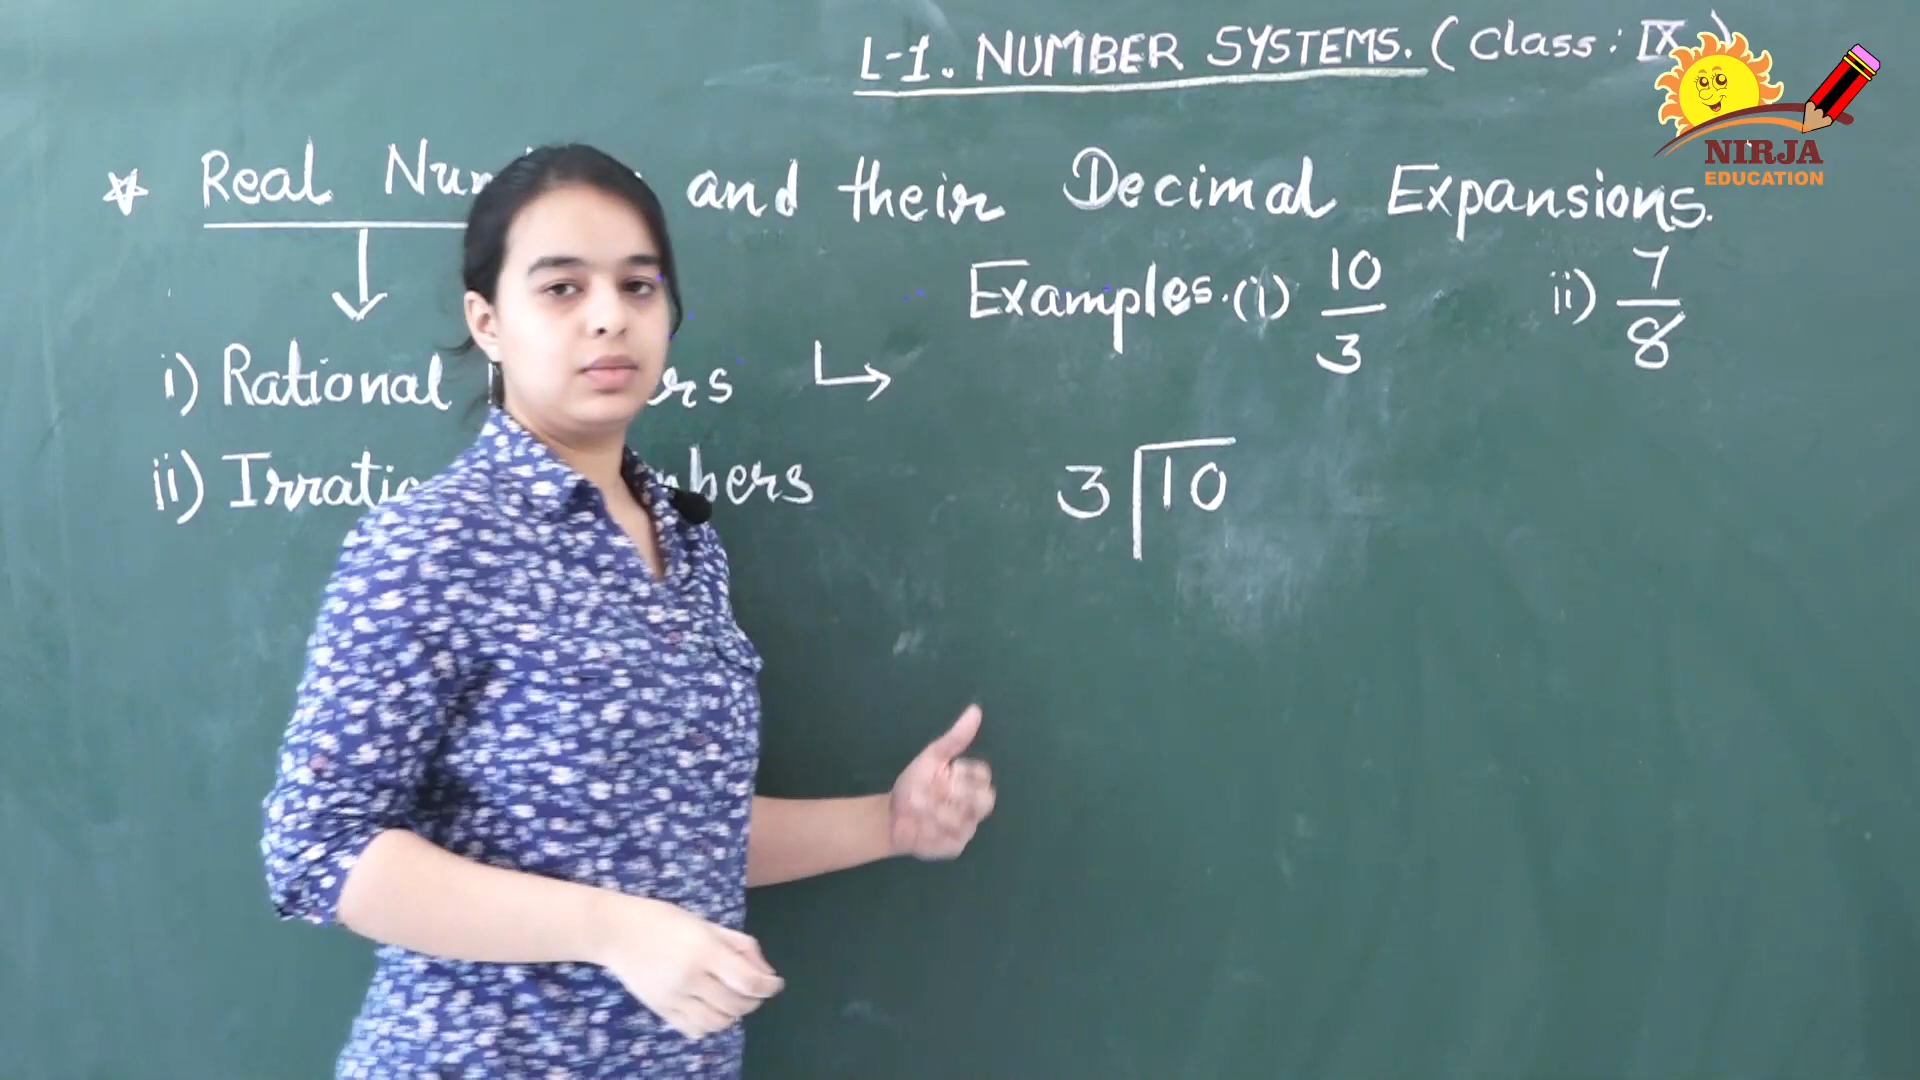 L-1. NUMBER SYSTEMS. (Class: IX)
NIRJA
EDUCATION
Real and their Decimal Expansions.
Examples. (i) 10/3 ii) 7/8
i) Rational
ii)
3 10